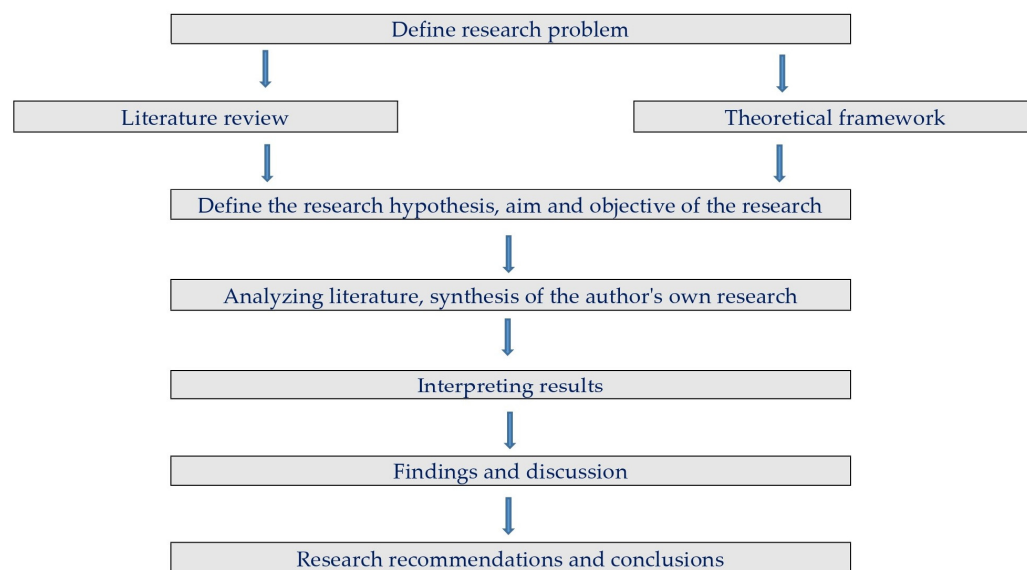 Define research problem
Literature review
Theoretical framework
Define the research hypothesis, aim and objective of the research
Analyzing literature, synthesis of the author's own research
Interpreting results
Findings and discussion
Research recommendations and conclusions